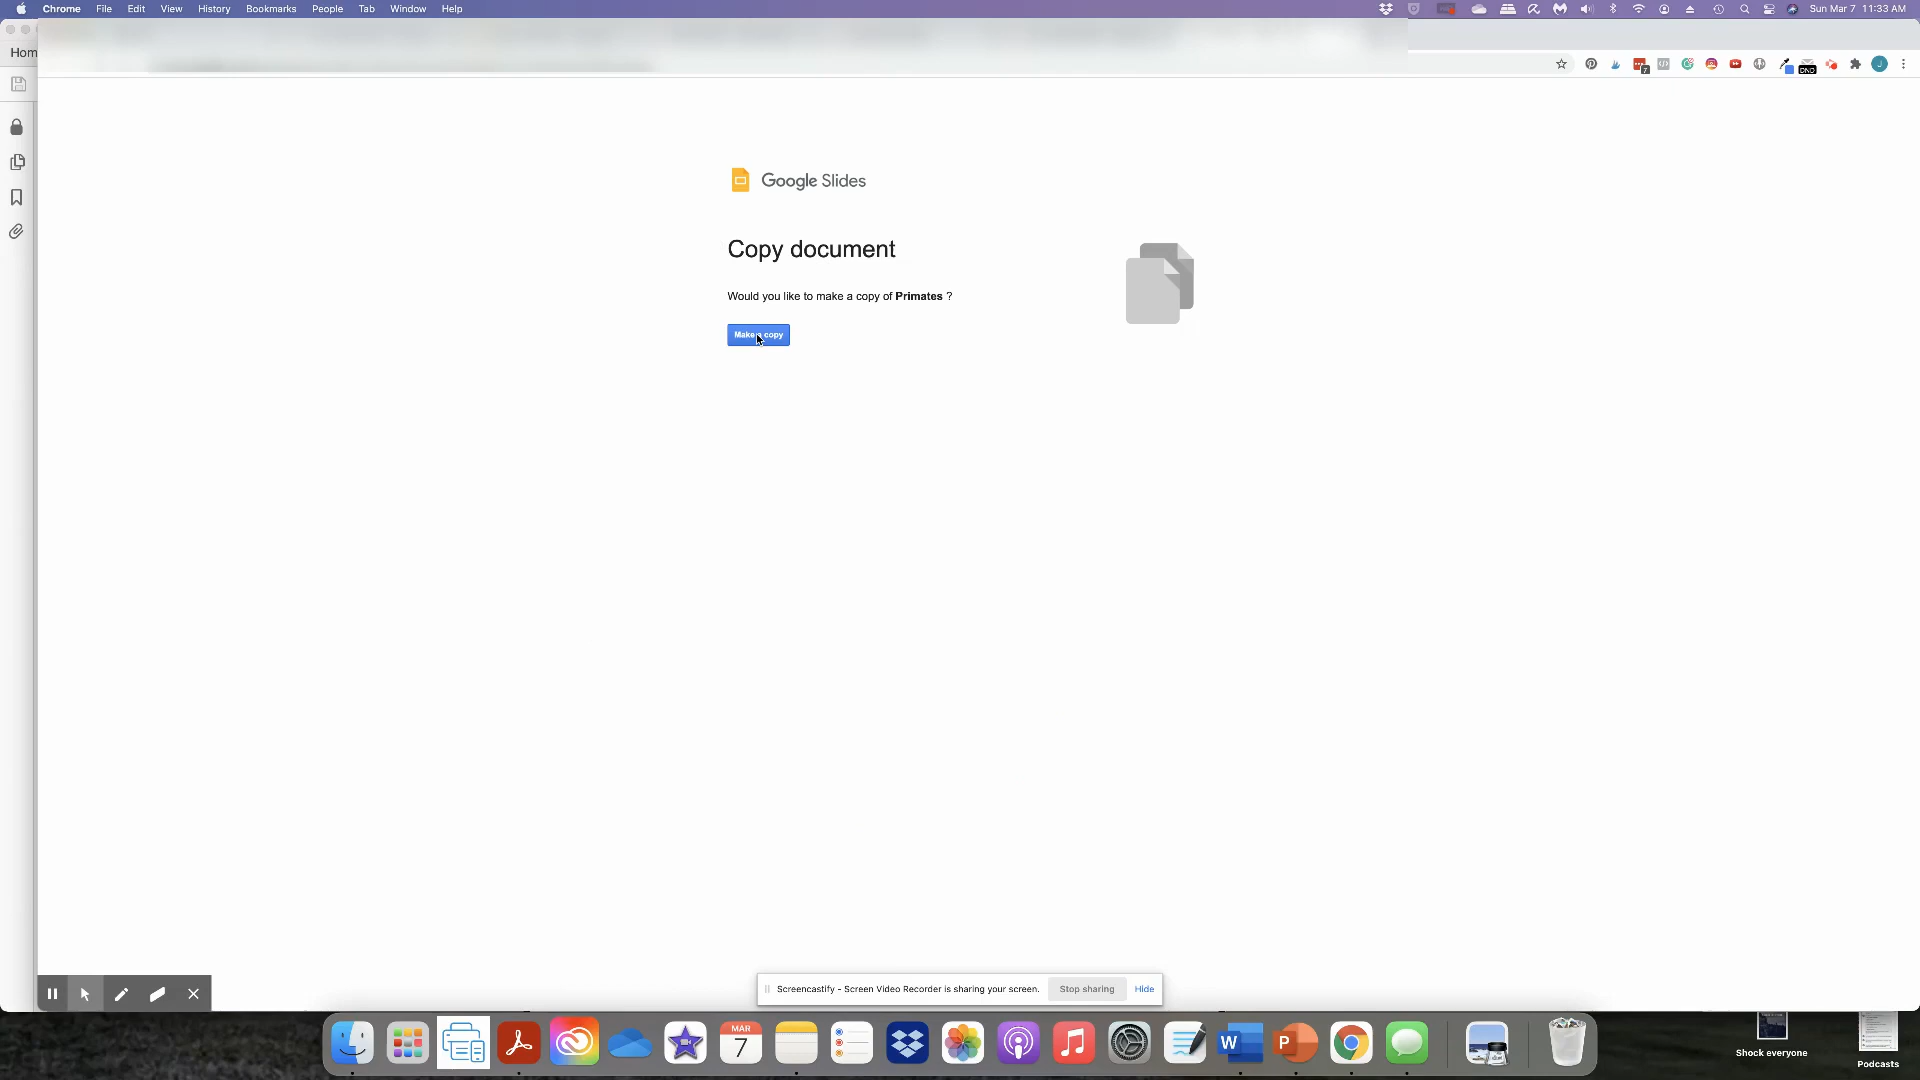 Chrome File Edit View History Bookmarks People Tab Window Help Sun Mar 7 11:33 AM
Hom
7
DND
J
Google Slides
Copy document
Would you like to make a copy of Primates ?
Make a copy
Screencastify - Screen Video Recorder is sharing your screen. Stop sharing Hide
MAR
7
W
P
Shock everyone
Podcasts